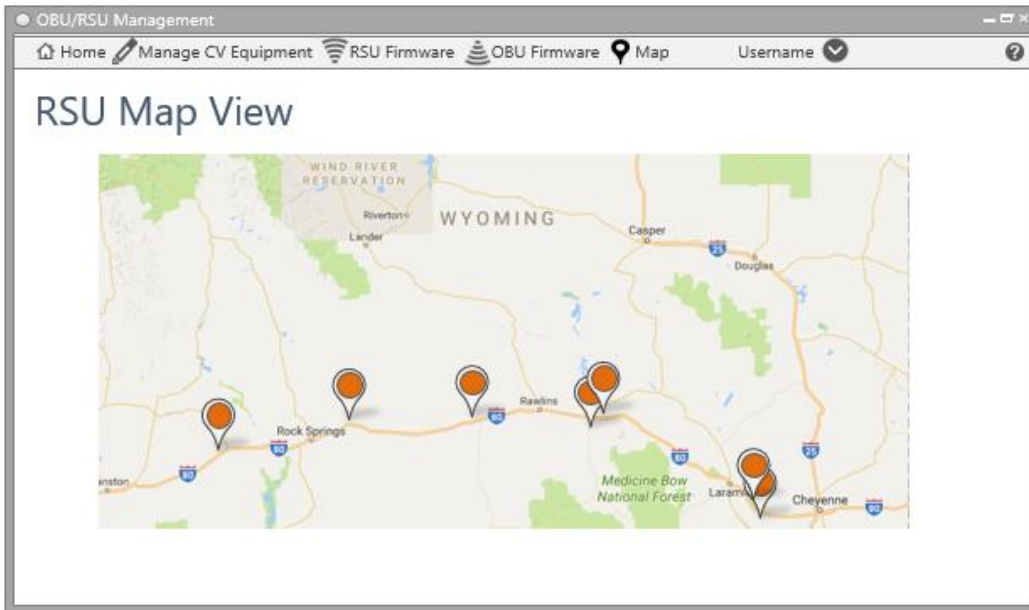 OBU/RSU Management
Home Manage CV Equipment RSU Firmware OBU Firmware Map Username ?
RSU Map View
WIND RIVER
RESERVATION
Riverton
WYOMING
Lander
Casper
25
Douglas
Rawlins
80
Rock Springs
80
80
anston
25
80
Medicine Bow
National Forest
Laram
Cheyenne
80